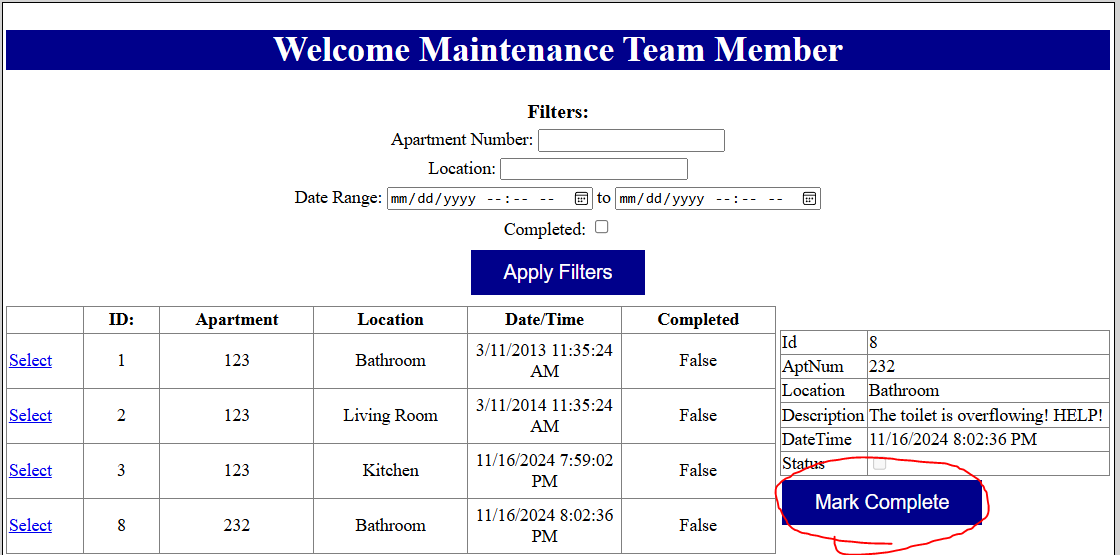 Welcome Maintenance Team Member
Filters:
Apartment Number:
Location:
Date Range: mm/dd/yyyy --:-- -- to mm/dd/yyyy --:-- --
Completed:
Apply Filters
ID: Apartment Location Date/Time Completed
Select 1 123 Bathroom 3/11/2013 11:35:24 AM False
Select 2 123 Living Room 3/11/2014 11:35:24 AM False
Select 3 123 Kitchen 11/16/2024 7:59:02 PM False
Select 8 232 Bathroom 11/16/2024 8:02:36 PM False
Id 8
AptNum 232
Location Bathroom
Description The toilet is overflowing! HELP!
DateTime 11/16/2024 8:02:36 PM
Status
Mark Complete